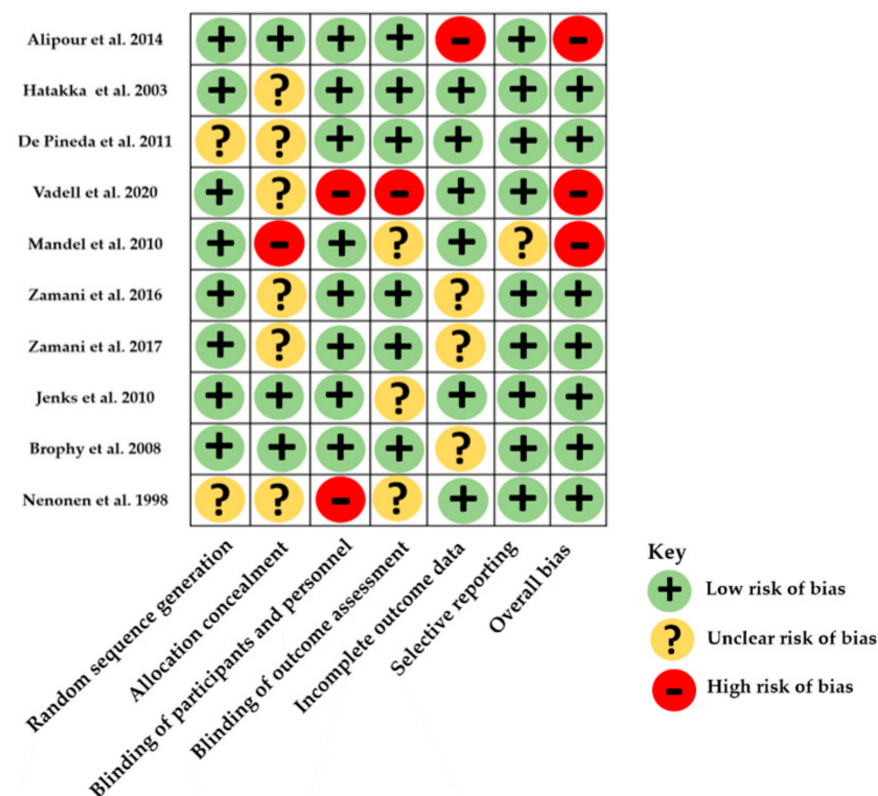 Alipour et al. 2014 + + + + - + -
Hatakka et al. 2003 + ? + + + + +
De Pineda et al. 2011 ? ? + + + + +
Vadell et al. 2020 + ? - - + + -
Mandel et al. 2010 + - + ? + ? -
Zamani et al. 2016 + ? + + ? + +
Zamani et al. 2017 + ? + + ? + +
Jenks et al. 2010 + + + ? + + +
Brophy et al. 2008 + + + + ? + +
Nenonen et al. 1998 ? ? - ? + + +
Random sequence generation
Allocation concealment
Blinding of participants and personnel
Blinding of outcome assessment
Incomplete outcome data
Selective reporting
Overall bias
Key
+ Low risk of bias
? Unclear risk of bias
- High risk of bias